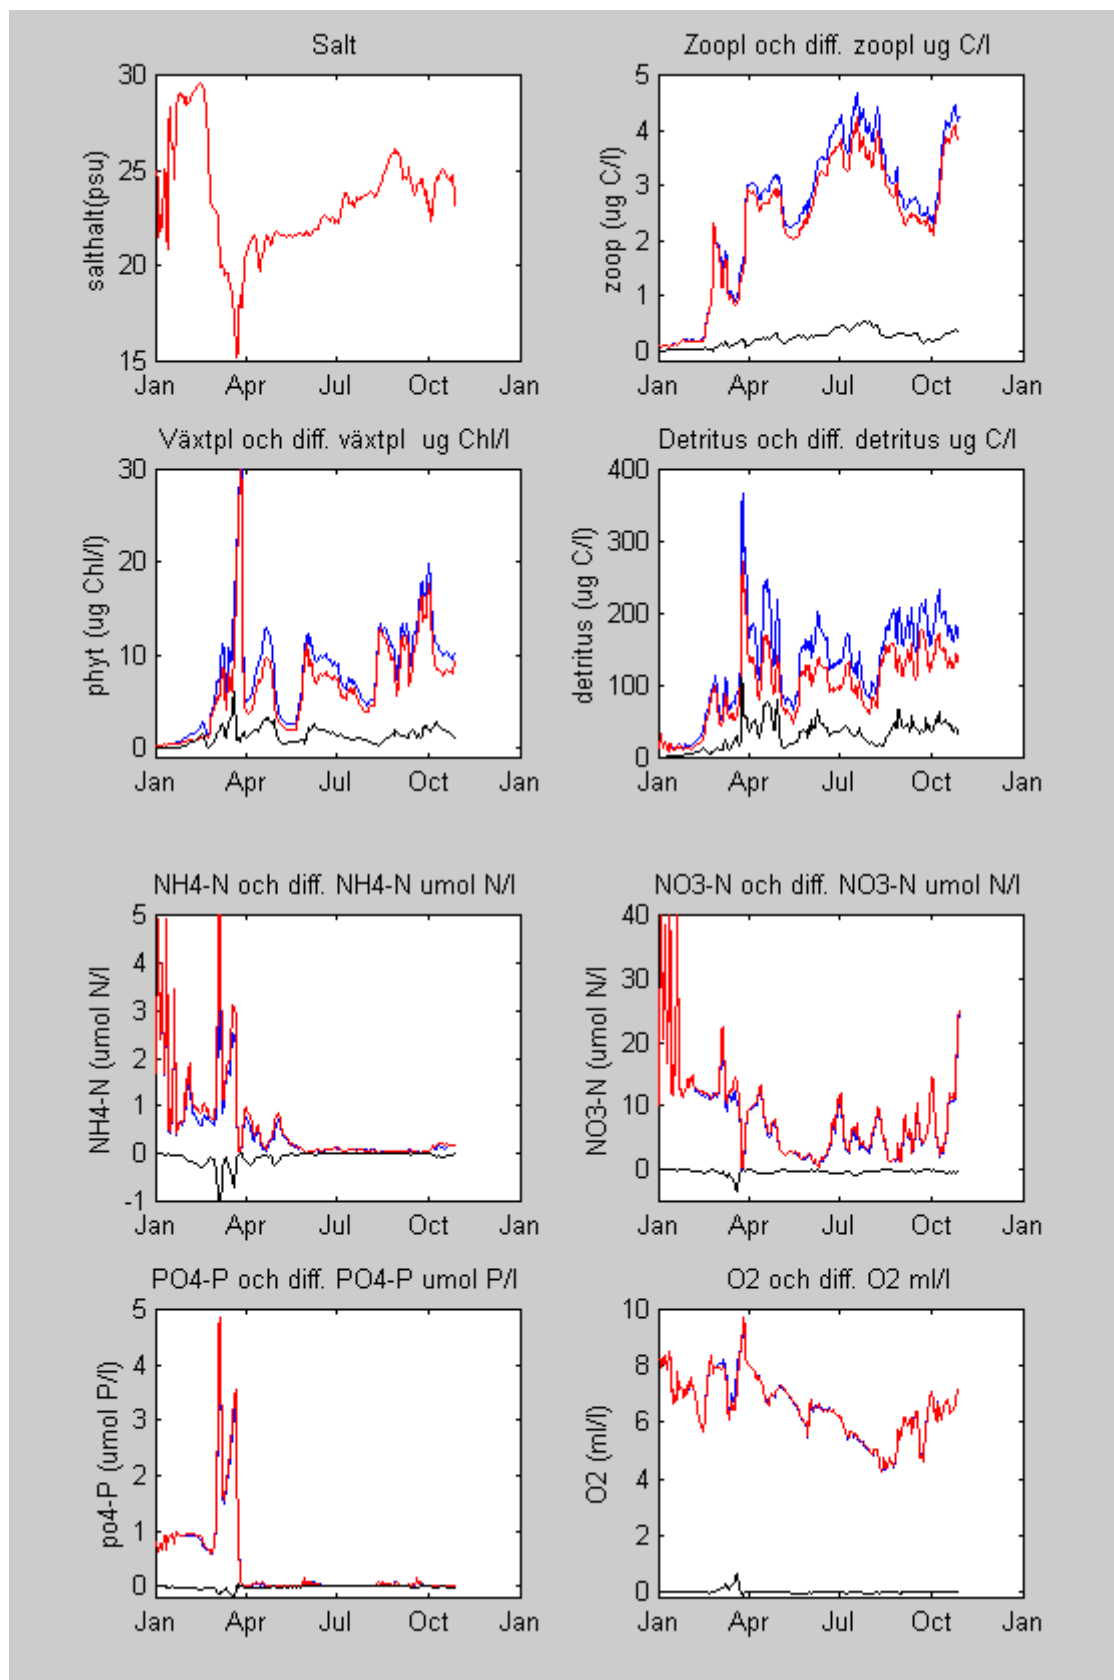 Salt
salthalt(psu)
30
25
20
15
Jan Apr Jul Oct Jan
Zoopl och diff. zoopl ug C/l
zoop (ug C/l)
5
4
3
2
1
0
Jan Apr Jul Oct Jan
Växtpl och diff. växtpl ug Chl/l
phyt (ug Chl/l)
30
20
10
0
Jan Apr Jul Oct Jan
Detritus och diff. detritus ug C/l
detritus (ug C/l)
400
300
200
100
0
Jan Apr Jul Oct Jan
NH4-N och diff. NH4-N umol N/l
NH4-N (umol N/l)
5
4
3
2
1
0
-1
Jan Apr Jul Oct Jan
NO3-N och diff. NO3-N umol N/l
NO3-N (umol N/l)
40
30
20
10
0
Jan Apr Jul Oct Jan
PO4-P och diff. PO4-P umol P/l
po4-P (umol P/l)
5
4
3
2
1
0
Jan Apr Jul Oct Jan
O2 och diff. O2 ml/l
O2 (ml/l)
10
8
6
4
2
0
Jan Apr Jul Oct Jan